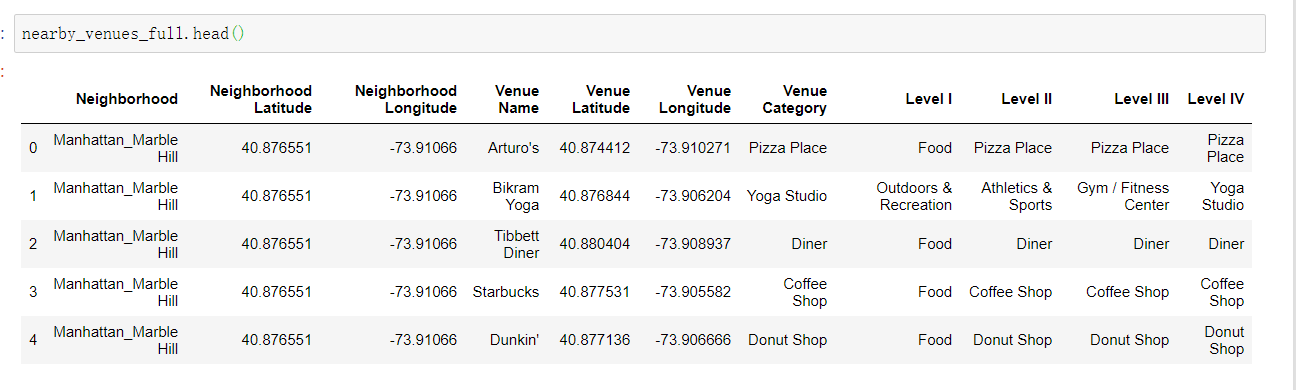 nearby_venues_full.head()
Neighborhood Neighborhood Latitude Neighborhood Longitude Venue Name Venue Latitude Venue Longitude Venue Category Level I Level II Level III Level IV
0 Manhattan_Marble Hill 40.876551 -73.91066 Arturo's 40.874412 -73.910271 Pizza Place Food Pizza Place Pizza Place Pizza Place
1 Manhattan_Marble Hill 40.876551 -73.91066 Bikram Yoga 40.876844 -73.906204 Yoga Studio Outdoors & Recreation Athletics & Sports Gym / Fitness Center Yoga Studio
2 Manhattan_Marble Hill 40.876551 -73.91066 Tibbett Diner 40.880404 -73.908937 Diner Food Diner Diner Diner
3 Manhattan_Marble Hill 40.876551 -73.91066 Starbucks 40.877531 -73.905582 Coffee Shop Food Coffee Shop Coffee Shop Coffee Shop
4 Manhattan_Marble Hill 40.876551 -73.91066 Dunkin' 40.877136 -73.906666 Donut Shop Food Donut Shop Donut Shop Donut Shop